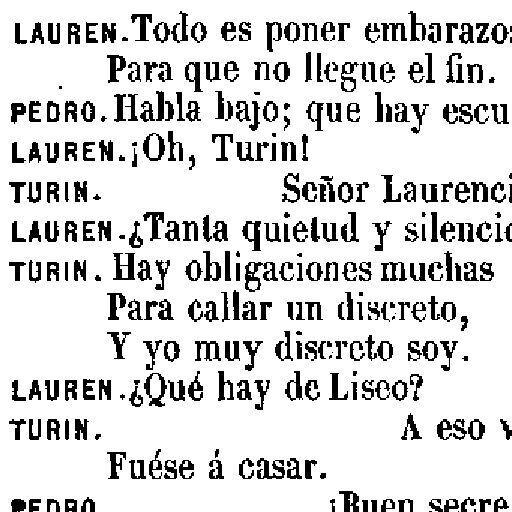 LAUREN. Todo es poner embarazo
Para que no llegue el fin.
PEDRO. Habla bajo; que hay escu
LAUREN. ¡Oh, Turin!
TURIN. Señor Laurenci
LAUREN. ¿Tanta quietud y silencio
TURIN. Hay obligaciones muchas
Para callar un discreto,
Y yo muy discreto soy.
LAUREN. ¿Qué hay de Liseo?
TURIN. A eso v
Fuése á casar.
PEDRO ¡Buen secre